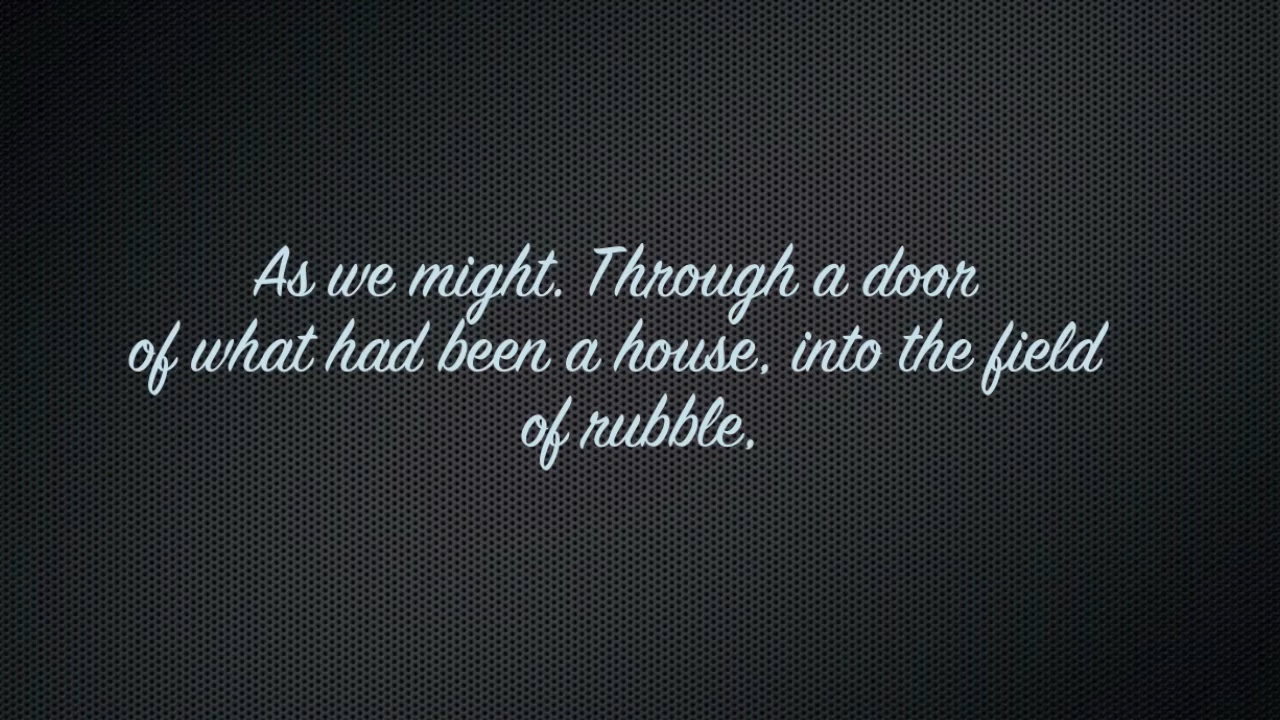 As we might. Through a door
of what had been a house, into the field
of rubble,